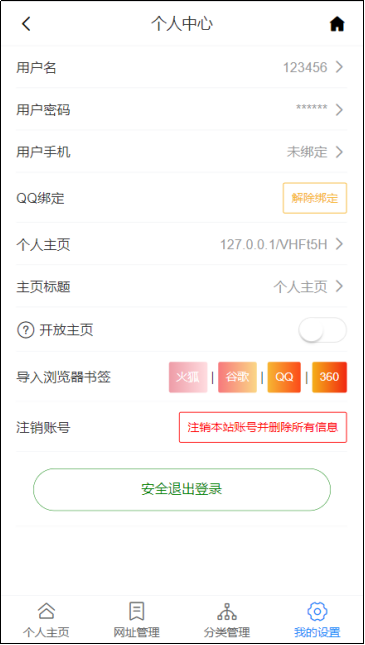 个人中心
用户名 123456
用户密码 ******
用户手机 未绑定
QQ绑定 解除绑定
个人主页 127.0.0.1/VHFt5H
主页标题 个人主页
? 开放主页
导入浏览器书签 火狐 | 谷歌 | QQ | 360
注销账号 注销本站账号并删除所有信息
安全退出登录
个人主页 网址管理 分类管理 我的设置